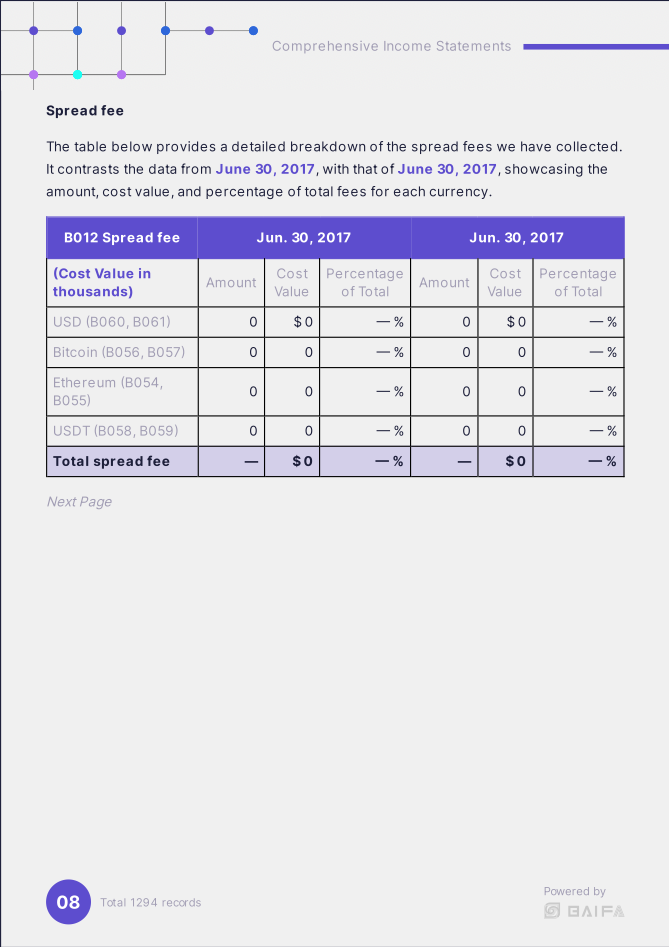 Comprehensive Income Statements
Spread fee
The table below provides a detailed breakdown of the spread fees we have collected.
It contrasts the data from June 30, 2017, with that of June 30, 2017, showcasing the
amount, cost value, and percentage of total fees for each currency.
B012 Spread fee Jun. 30, 2017 Jun. 30, 2017
(Cost Value in thousands) Amount Cost Value Percentage of Total Amount Cost Value Percentage of Total
USD (B060, B061) 0 $ 0 — % 0 $ 0 — %
Bitcoin (B056, B057) 0 0 — % 0 0 — %
Ethereum (B054, B055) 0 0 — % 0 0 — %
USDT (B058, B059) 0 0 — % 0 0 — %
Total spread fee — $ 0 — % — $ 0 — %
Next Page
08 Total 1294 records
Powered by
GAIFA